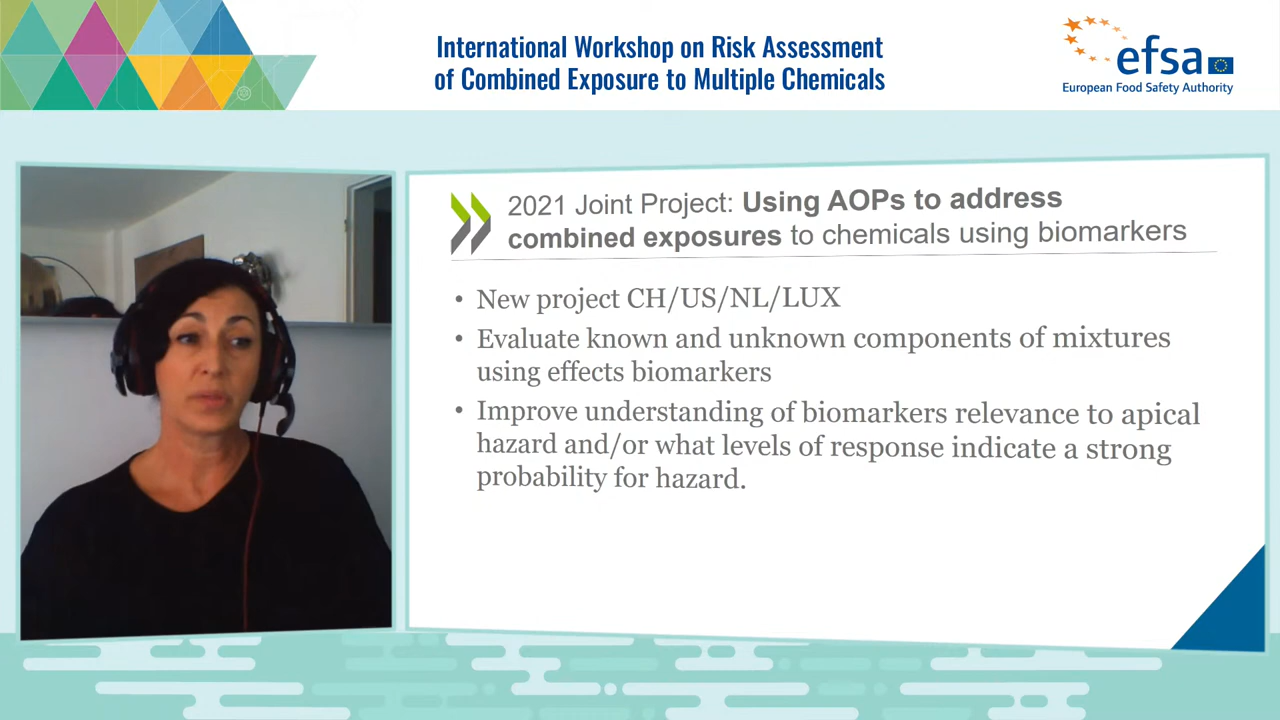 International Workshop on Risk Assessment
of Combined Exposure to Multiple Chemicals
efsa
European Food Safety Authority
2021 Joint Project: Using AOPs to address
combined exposures to chemicals using biomarkers
• New project CH/US/NL/LUX
• Evaluate known and unknown components of mixtures
using effects biomarkers
• Improve understanding of biomarkers relevance to apical
hazard and/or what levels of response indicate a strong
probability for hazard.